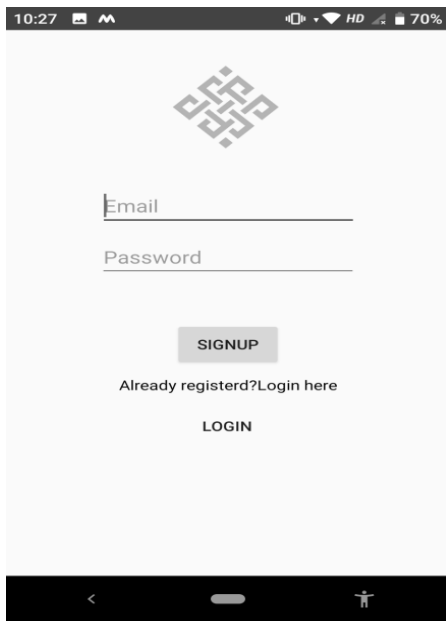 10:27 HD 70%
Email
Password
SIGNUP
Already registerd?Login here
LOGIN